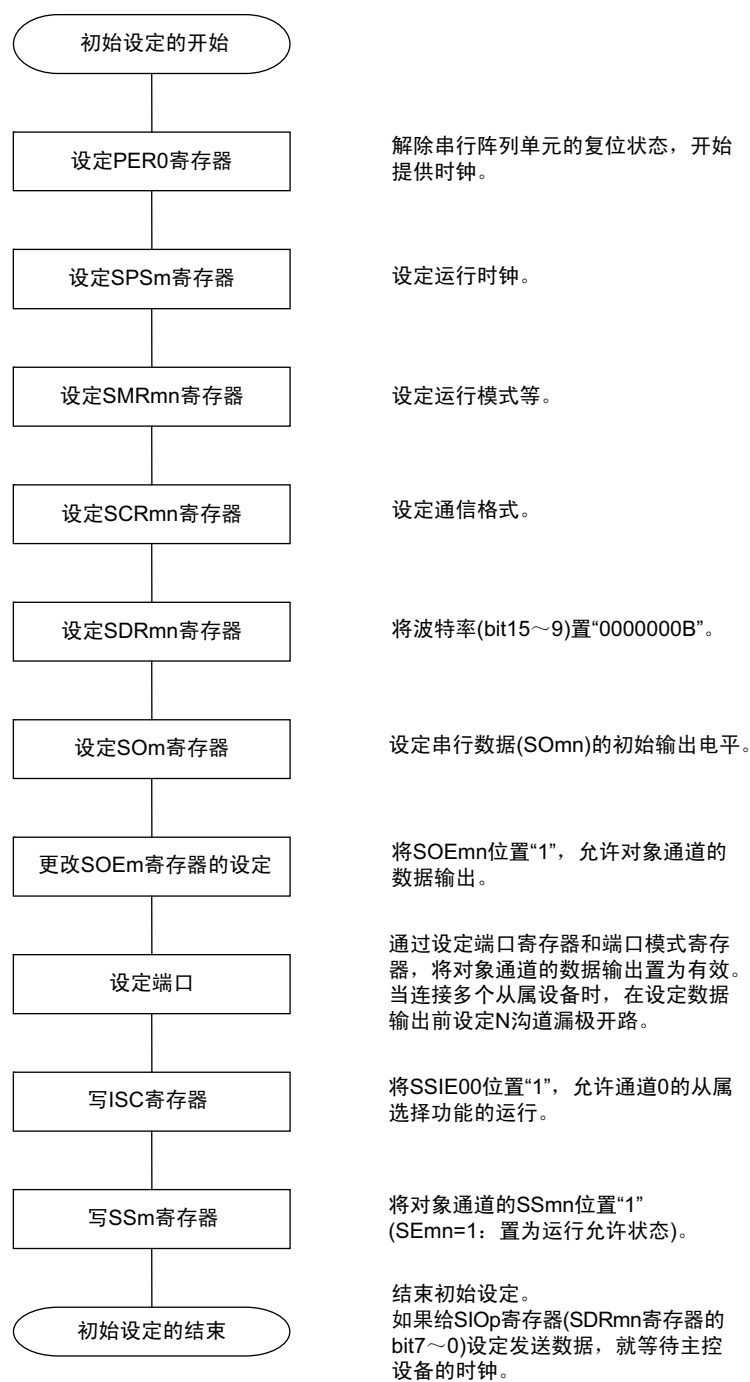 初始设定的开始
设定PER0寄存器
解除串行阵列单元的复位状态，开始
提供时钟。
设定SPSm寄存器
设定运行时钟。
设定SMRmn寄存器
设定运行模式等。
设定SCRmn寄存器
设定通信格式。
设定SDRmn寄存器
将波特率(bit15～9)置“0000000B”。
设定SOm寄存器
设定串行数据(SOmn)的初始输出电平。
更改SOEm寄存器的设定
将SOEmn位置“1”，允许对象通道的
数据输出。
设定端口
通过设定端口寄存器和端口模式寄存
器，将对象通道的数据输出置为有效。
当连接多个从属设备时，在设定数据
输出前设定N沟道漏极开路。
写ISC寄存器
将SSIE00位置“1”，允许通道0的从属
选择功能的运行。
写SSm寄存器
将对象通道的SSmn位置“1”
(SEmn=1：置为运行允许状态)。
初始设定的结束
结束初始设定。
如果给SIOp寄存器(SDRmn寄存器的
bit7～0)设定发送数据，就等待主控
设备的时钟。